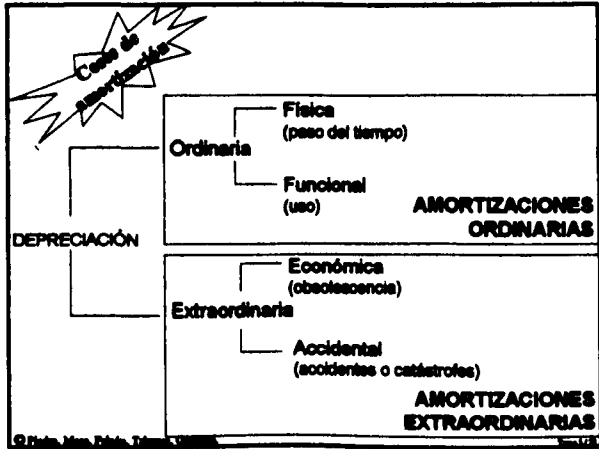 Coste de
amortización
Física
(paso del tiempo)
Ordinaria
Funcional
(uso)
AMORTIZACIONES
ORDINARIAS
DEPRECIACIÓN
Económica
(obsolescencia)
Extraordinaria
Accidental
(accidentes o catástrofes)
AMORTIZACIONES
EXTRAORDINARIAS
©